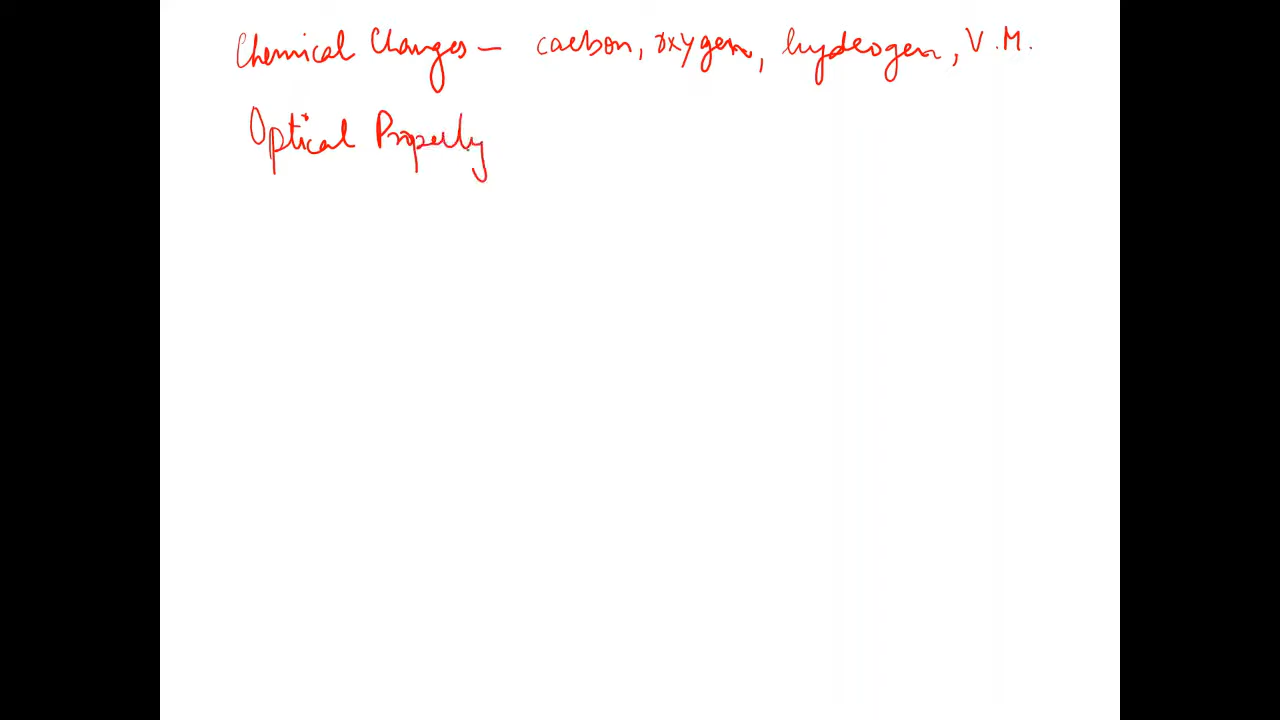 Chemical Changes – carbon, oxygen, hydrogen, V.M.
Optical Property